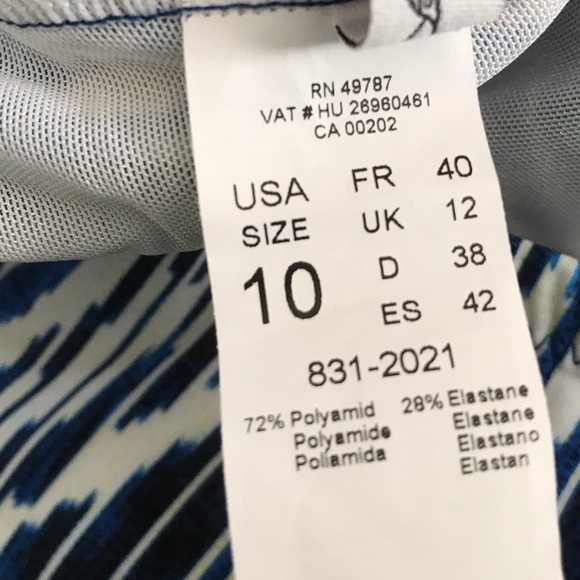 RN 49787
VAT # HU 26960461
CA 00202
USA FR 40
SIZE UK 12
10 D 38
ES 42
831-2021
72% Polyamid 28% Elastane
Polyamide Elastane
Poliamida Elastano
Elastan